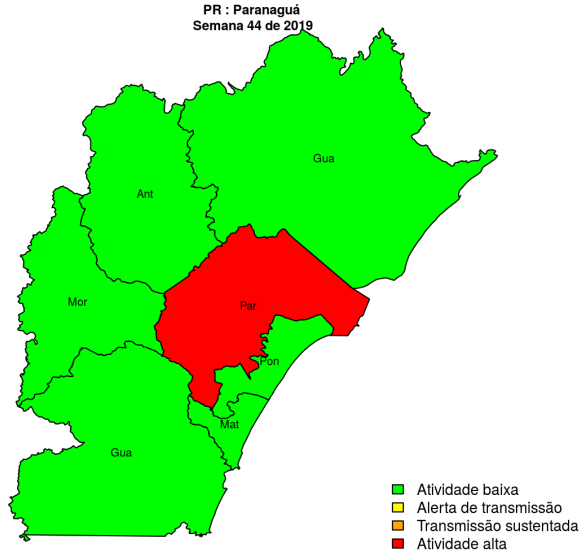 PR : Paranaguá
Semana 44 de 2019
Gua
Ant
Mor
Par
Pon
Mat
Gua
Atividade baixa
Alerta de transmissão
Transmissão sustentada
Atividade alta